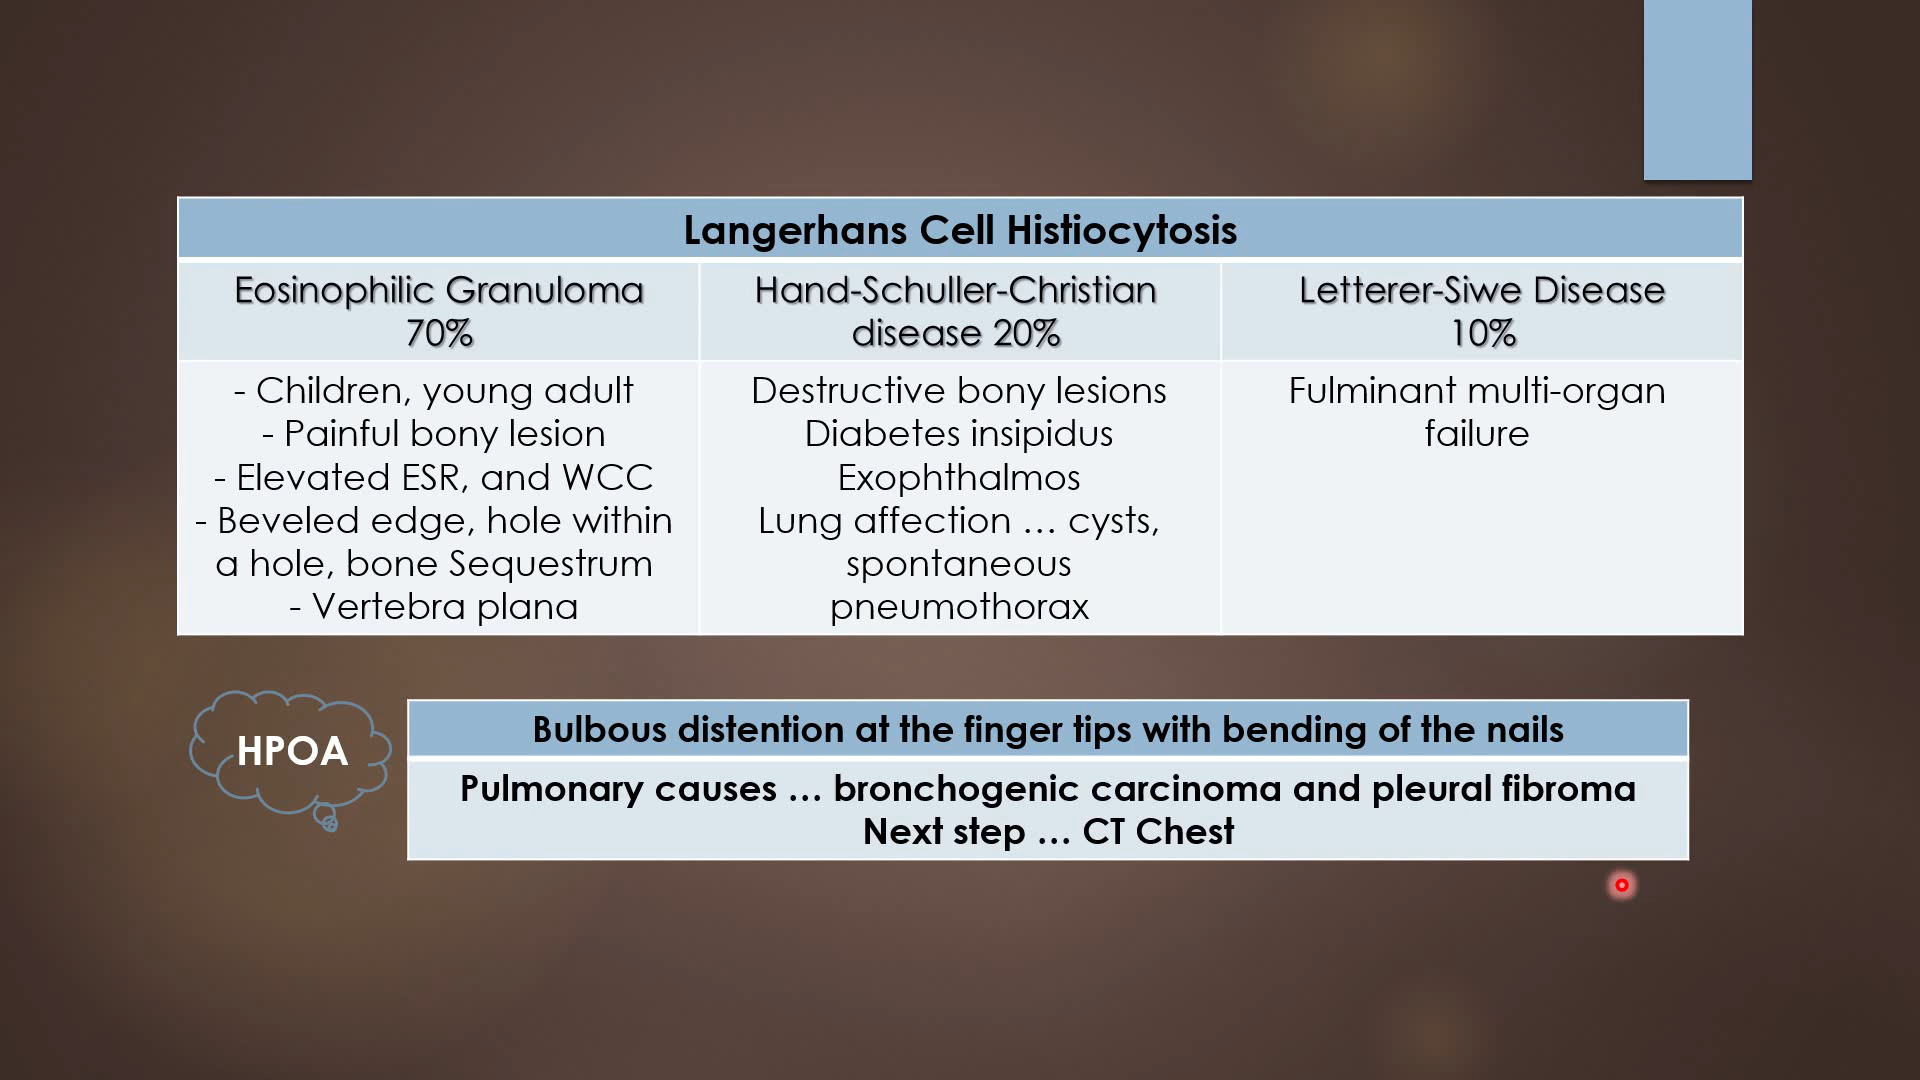 Langerhans Cell Histiocytosis
Eosinophilic Granuloma
70%
Hand-Schuller-Christian
disease 20%
Letterer-Siwe Disease
10%
- Children, young adult
- Painful bony lesion
- Elevated ESR, and WCC
- Beveled edge, hole within
a hole, bone Sequestrum
- Vertebra plana
Destructive bony lesions
Diabetes insipidus
Exophthalmos
Lung affection … cysts,
spontaneous
pneumothorax
Fulminant multi-organ
failure
HPOA
Bulbous distention at the finger tips with bending of the nails
Pulmonary causes … bronchogenic carcinoma and pleural fibroma
Next step … CT Chest